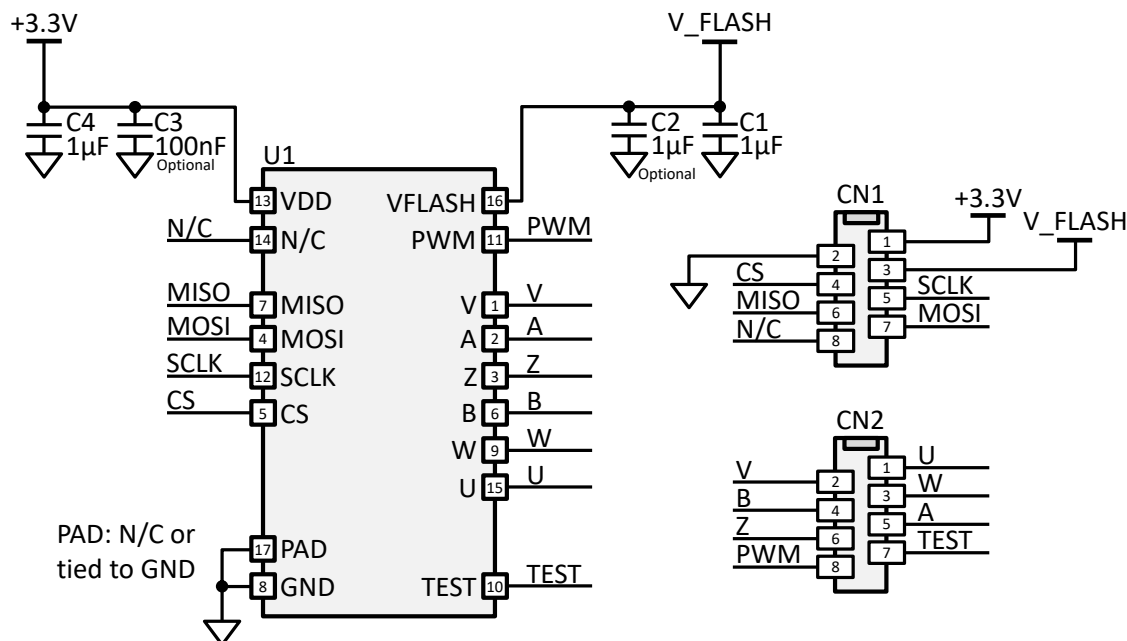 +3.3V
V_FLASH
C4
1µF
C3
100nF
Optional
C2
1µF
Optional
C1
1µF
U1
13 VDD
VFLASH 16
N/C 14 N/C
PWM 11 PWM
MISO 7 MISO
V 1 V
MOSI 4 MOSI
A 2 A
SCLK 12 SCLK
Z 3 Z
CS 5 CS
B 6 B
W 9 W
U 15 U
PAD: N/C or
tied to GND
17 PAD
8 GND
TEST 10 TEST
CN1
+3.3V
V_FLASH
1
2
3
CS 4
5 SCLK
MISO 6
7 MOSI
N/C 8
CN2
1 U
V 2
3 W
B 4
5 A
Z 6
7 TEST
PWM 8